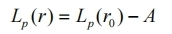 L_p(r) = L_p(r_0) − A